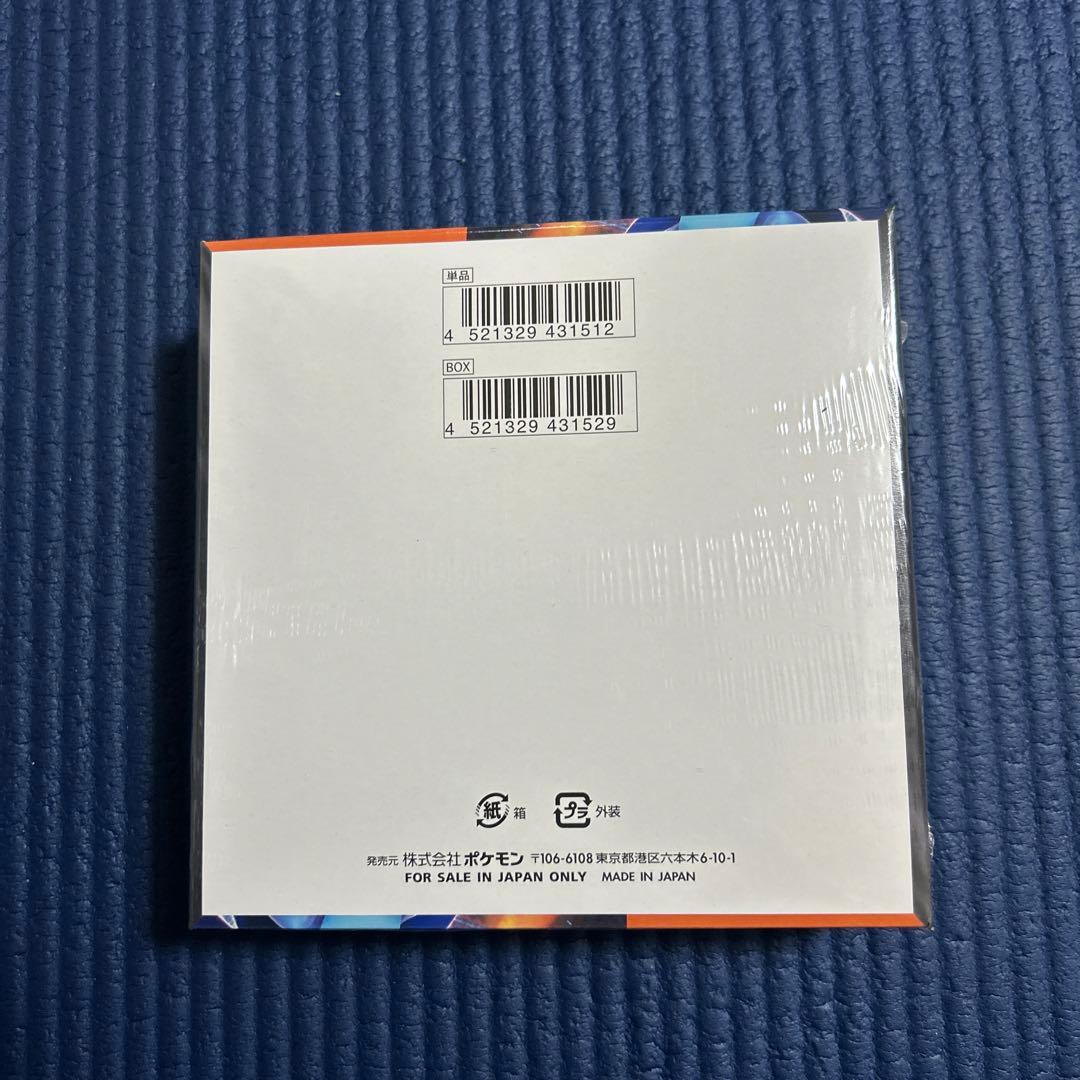 単品
4 521329 431512
BOX
4 521329 431529
紙 箱 プラ 外装
発売元 株式会社 ポケモン 〒106-6108 東京都港区六本木6-10-1
FOR SALE IN JAPAN ONLY MADE IN JAPAN